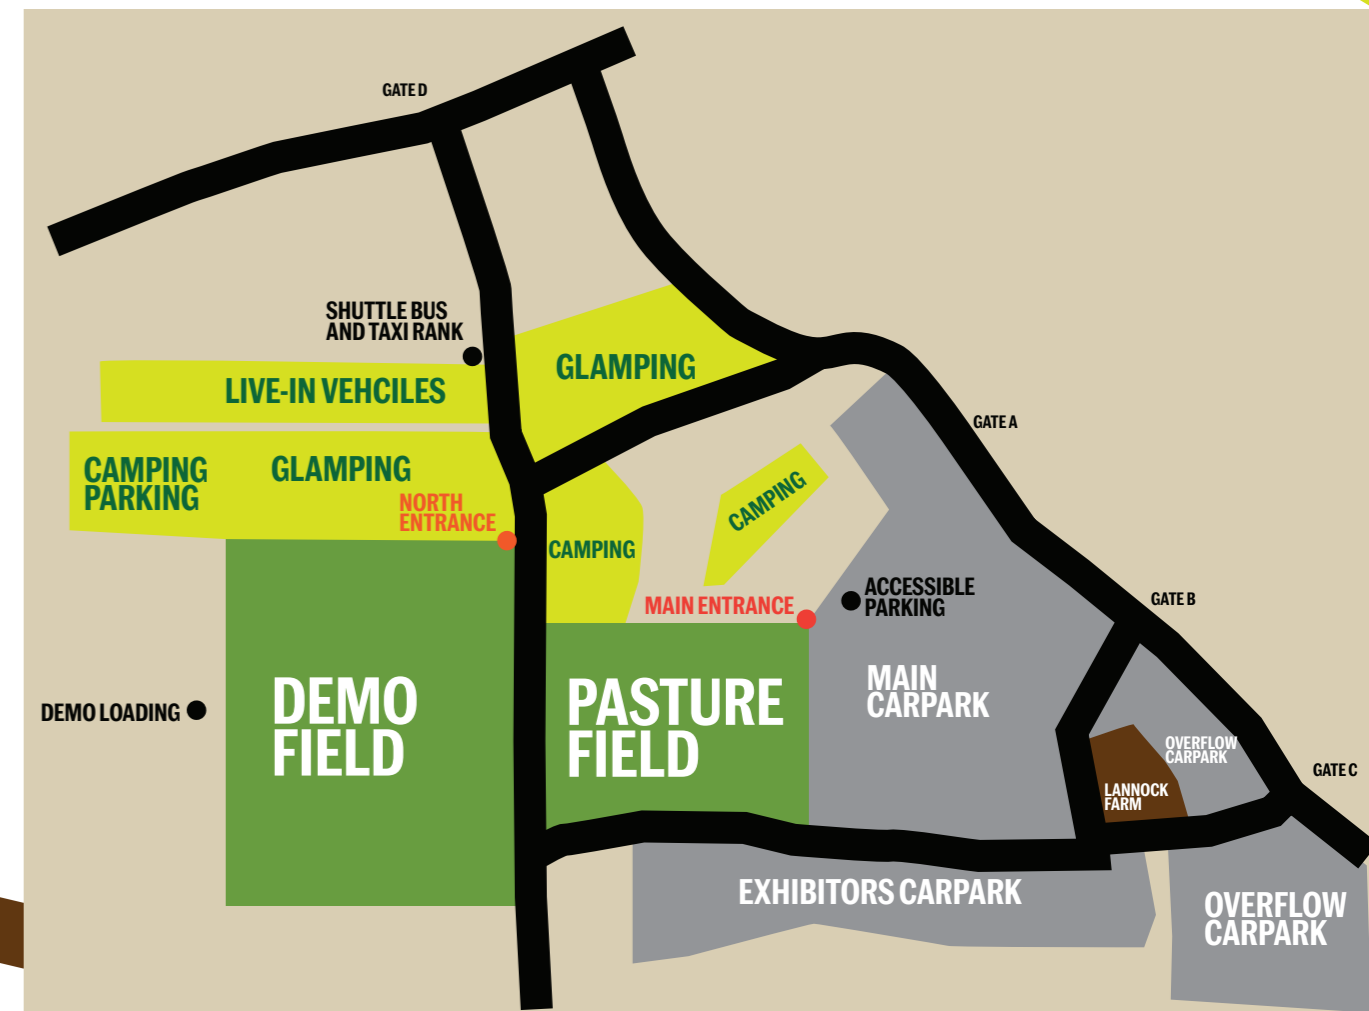 GATE D
SHUTTLE BUS
AND TAXI RANK
GLAMPING
LIVE-IN VEHCILES
GATE A
CAMPING
PARKING
GLAMPING
NORTH
ENTRANCE
CAMPING
CAMPING
MAIN ENTRANCE
ACCESSIBLE
PARKING
GATE B
DEMO LOADING
DEMO
FIELD
PASTURE
FIELD
MAIN
CARPARK
OVERFLOW
CARPARK
LANNOCK
FARM
GATE C
EXHIBITORS CARPARK
OVERFLOW
CARPARK